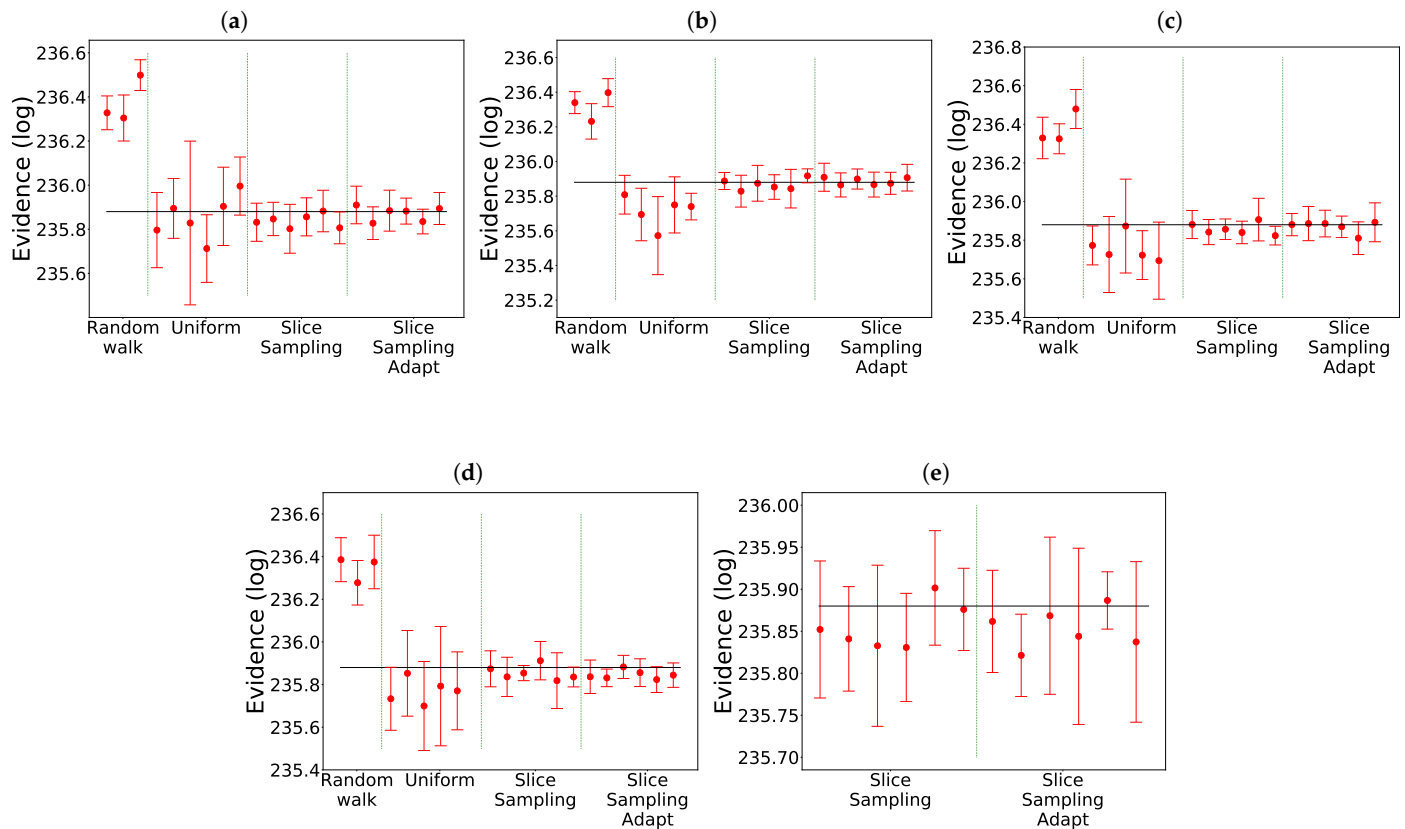 (a)
Evidence (log)
236.6
236.4
236.2
236.0
235.8
235.6
Random walk
Uniform
Slice Sampling
Slice Sampling Adapt
(b)
Evidence (log)
236.6
236.4
236.2
236.0
235.8
235.6
235.4
235.2
Random walk
Uniform
Slice Sampling
Slice Sampling Adapt
(c)
Evidence (log)
236.8
236.6
236.4
236.2
236.0
235.8
235.6
235.4
Random walk
Uniform
Slice Sampling
Slice Sampling Adapt
(d)
Evidence (log)
236.6
236.4
236.2
236.0
235.8
235.6
235.4
Random walk
Uniform
Slice Sampling
Slice Sampling Adapt
(e)
Evidence (log)
236.00
235.95
235.90
235.85
235.80
235.75
235.70
Slice Sampling
Slice Sampling Adapt